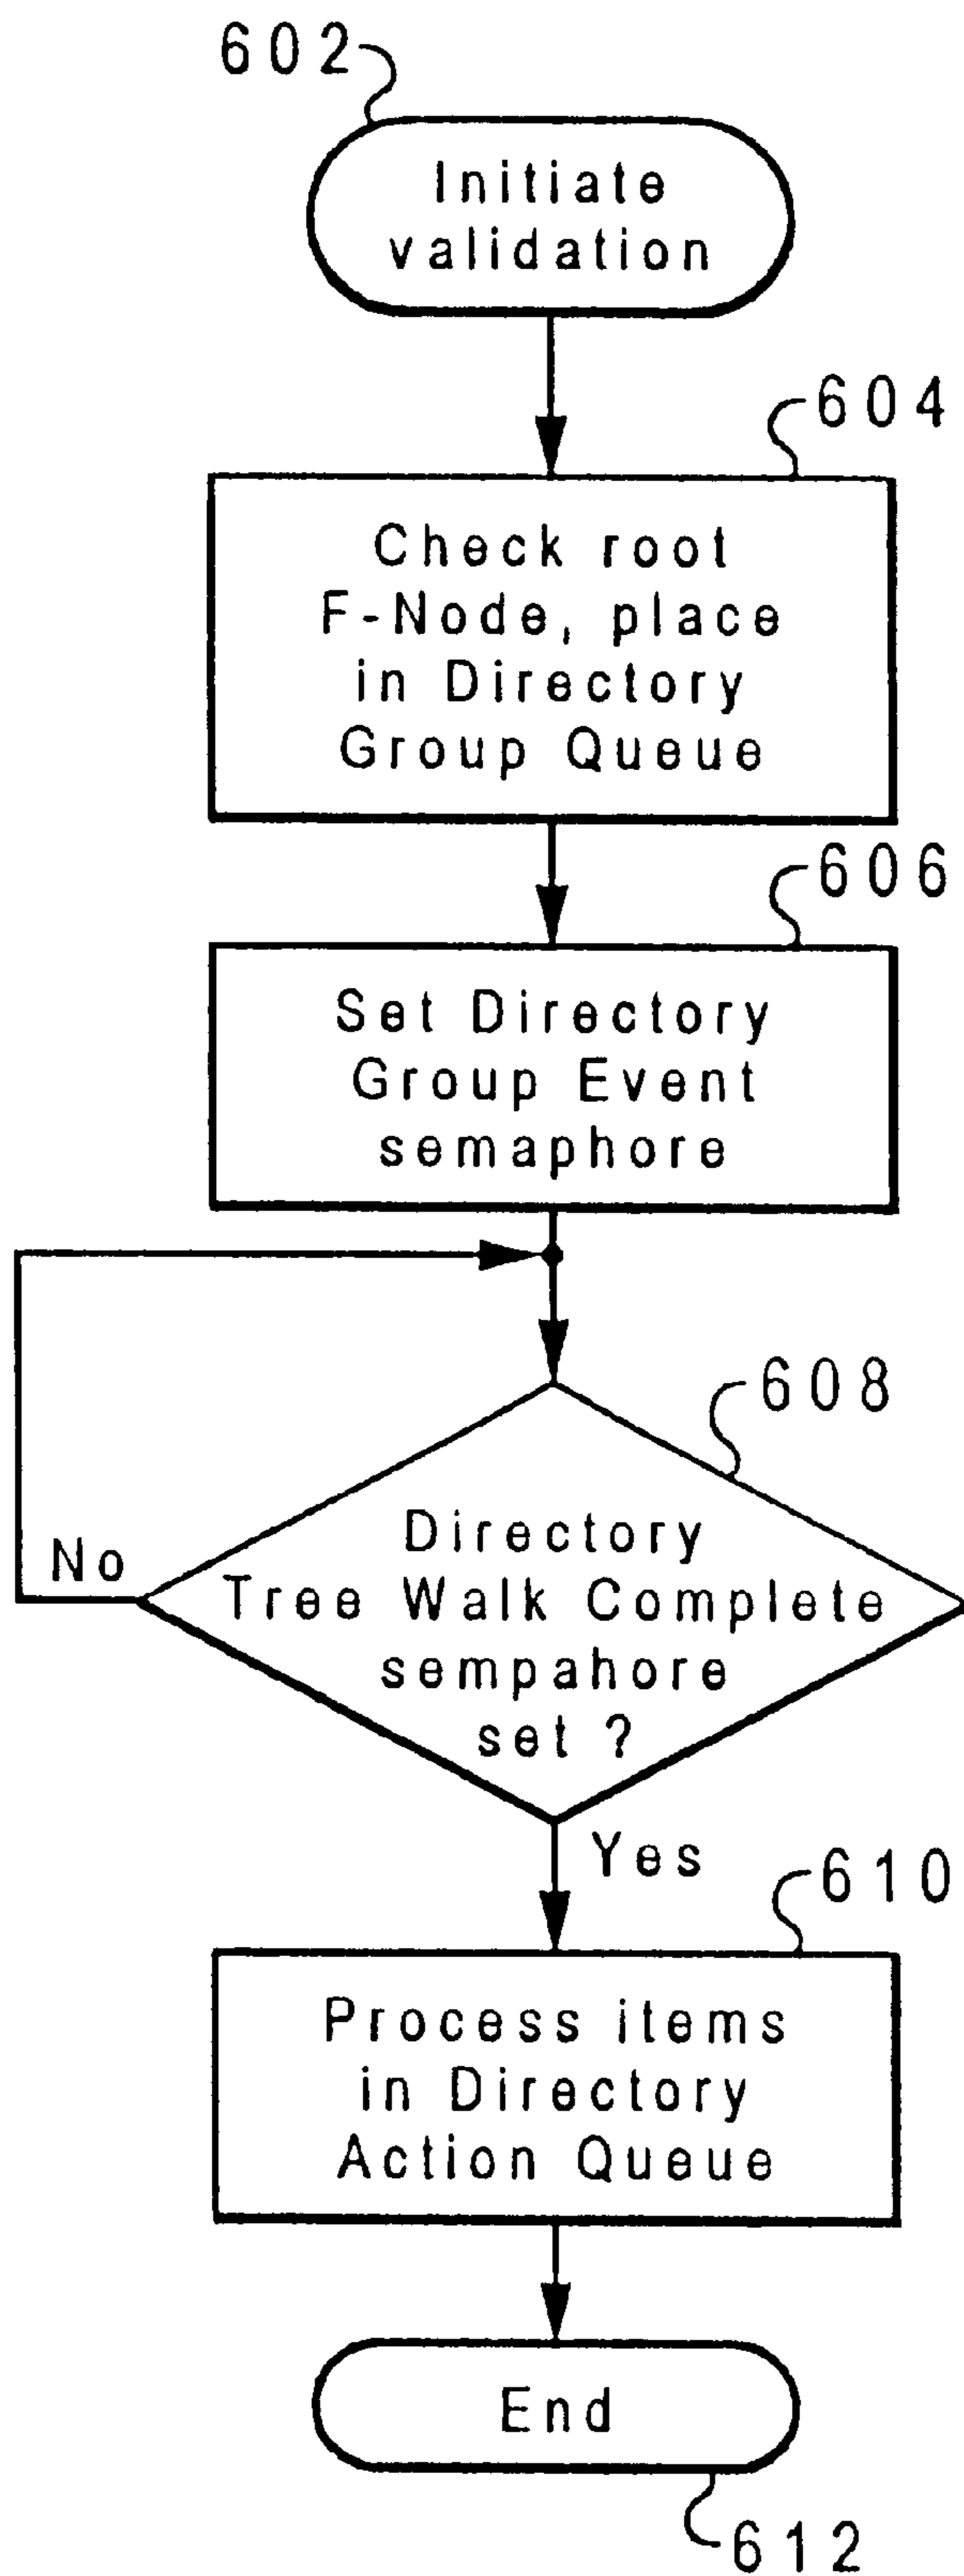 602
Initiate
validation
604
Check root
F-Node, place
in Directory
Group Queue
606
Set Directory
Group Event
semaphore
608
Directory
Tree Walk Complete
sempahore
set ?
No
Yes
610
Process items
in Directory
Action Queue
End
612